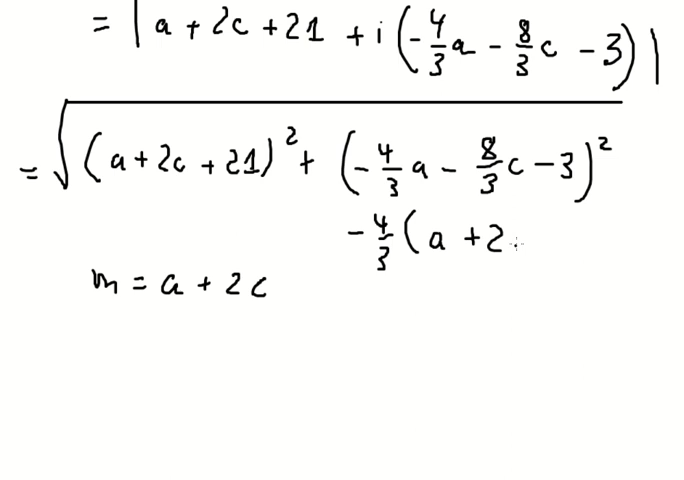 = | a + 2c + 21 + i(-4/3 a - 8/3 c - 3) |
= √((a + 2c + 21)² + (-4/3 a - 8/3 c - 3)²)
-4/3 (a + 2
m = a + 2c